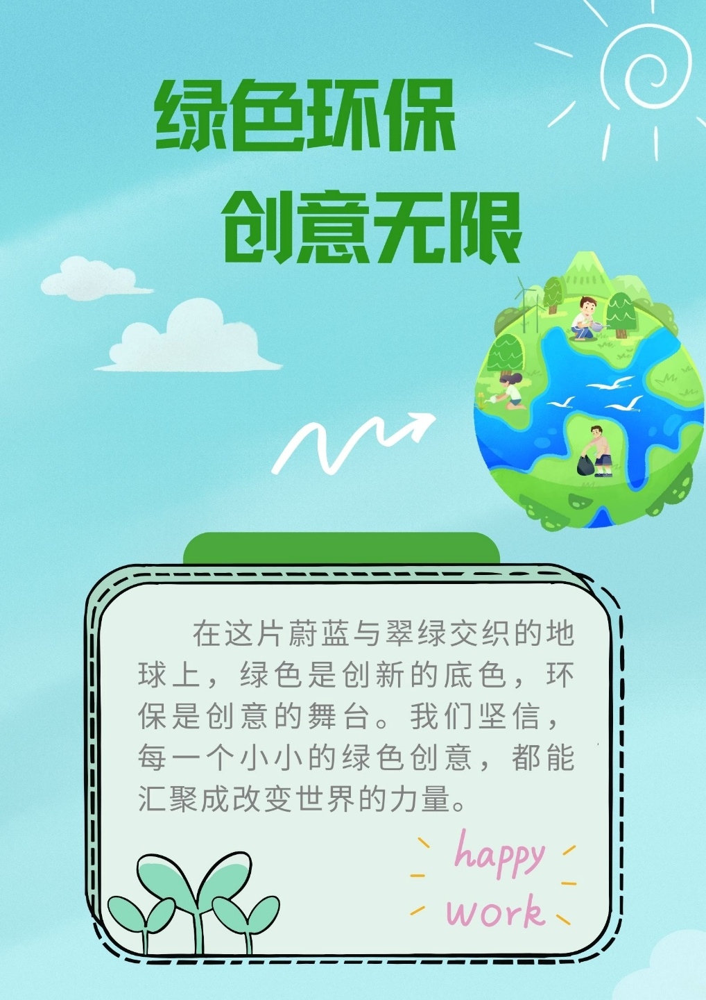 绿色环保
创意无限
在这片蔚蓝与翠绿交织的地
球上，绿色是创新的底色，环
保是创意的舞台。我们坚信，
每一个小小的绿色创意，都能
汇聚成改变世界的力量。
happy
work